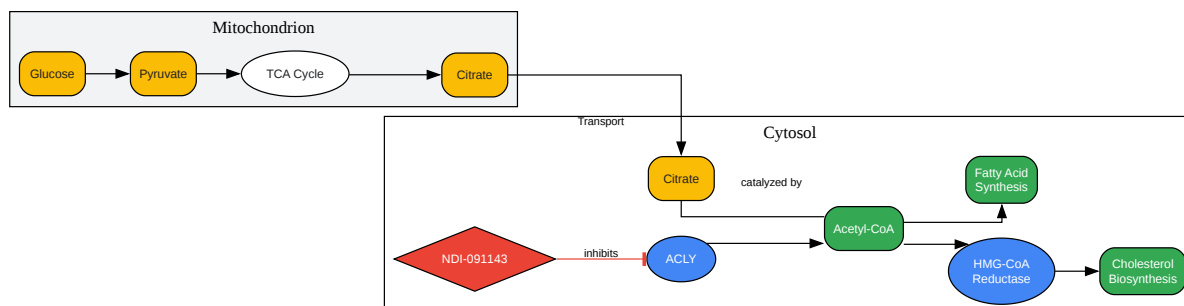 Mitochondrion
Glucose
Pyruvate
TCA Cycle
Citrate
Transport
Cytosol
Citrate
catalyzed by
Fatty Acid
Synthesis
Acetyl-CoA
NDI-091143
inhibits
ACLY
HMG-CoA
Reductase
Cholesterol
Biosynthesis